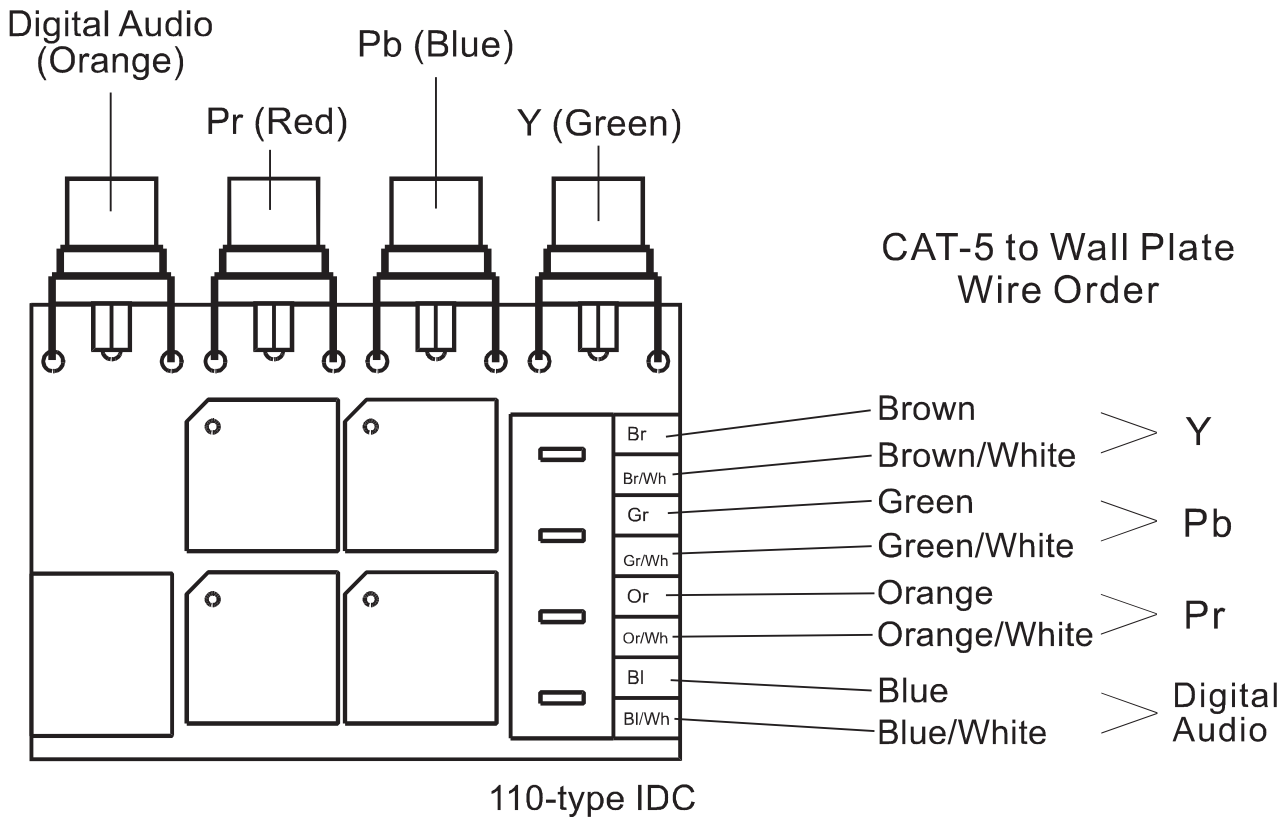 Digital Audio
(Orange)
Pb (Blue)
Pr (Red)
Y (Green)
CAT-5 to Wall Plate
Wire Order
Br
Br/Wh
Gr
Gr/Wh
Or
Or/Wh
Bl
Bl/Wh
Brown
Brown/White
Green
Green/White
Orange
Orange/White
Blue
Blue/White
Y
Pb
Pr
Digital
Audio
110-type IDC